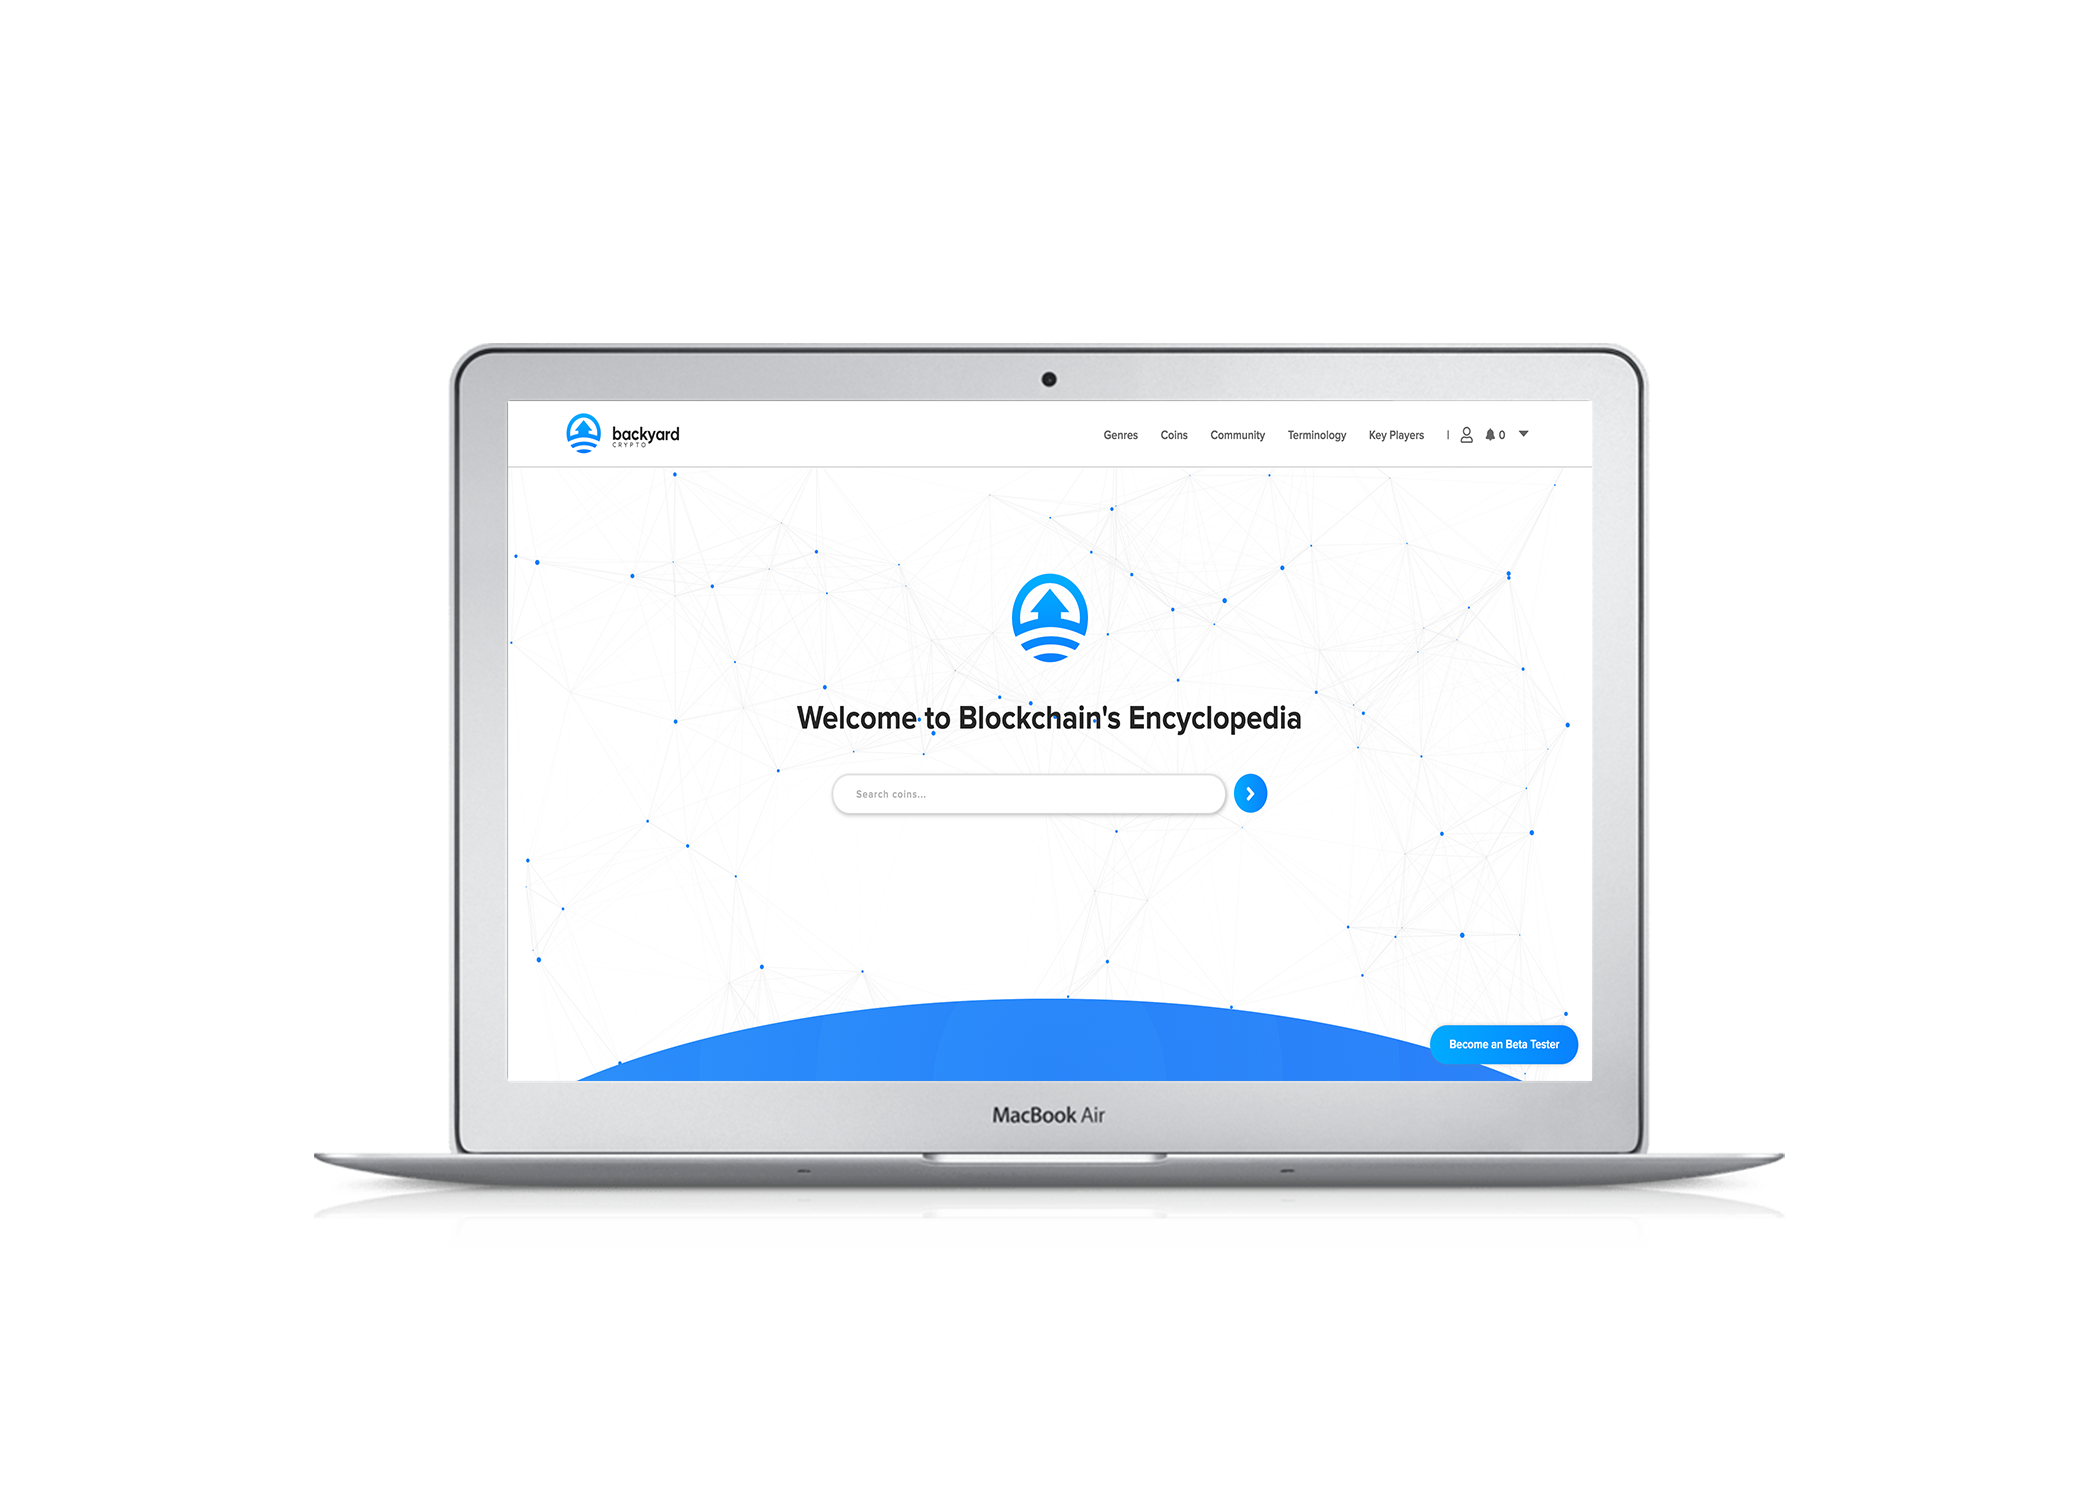 backyard
CRYPTO
Genres Coins Community Terminology Key Players | 0
Welcome to Blockchain's Encyclopedia
Search coins...
Become an Beta Tester
MacBook Air